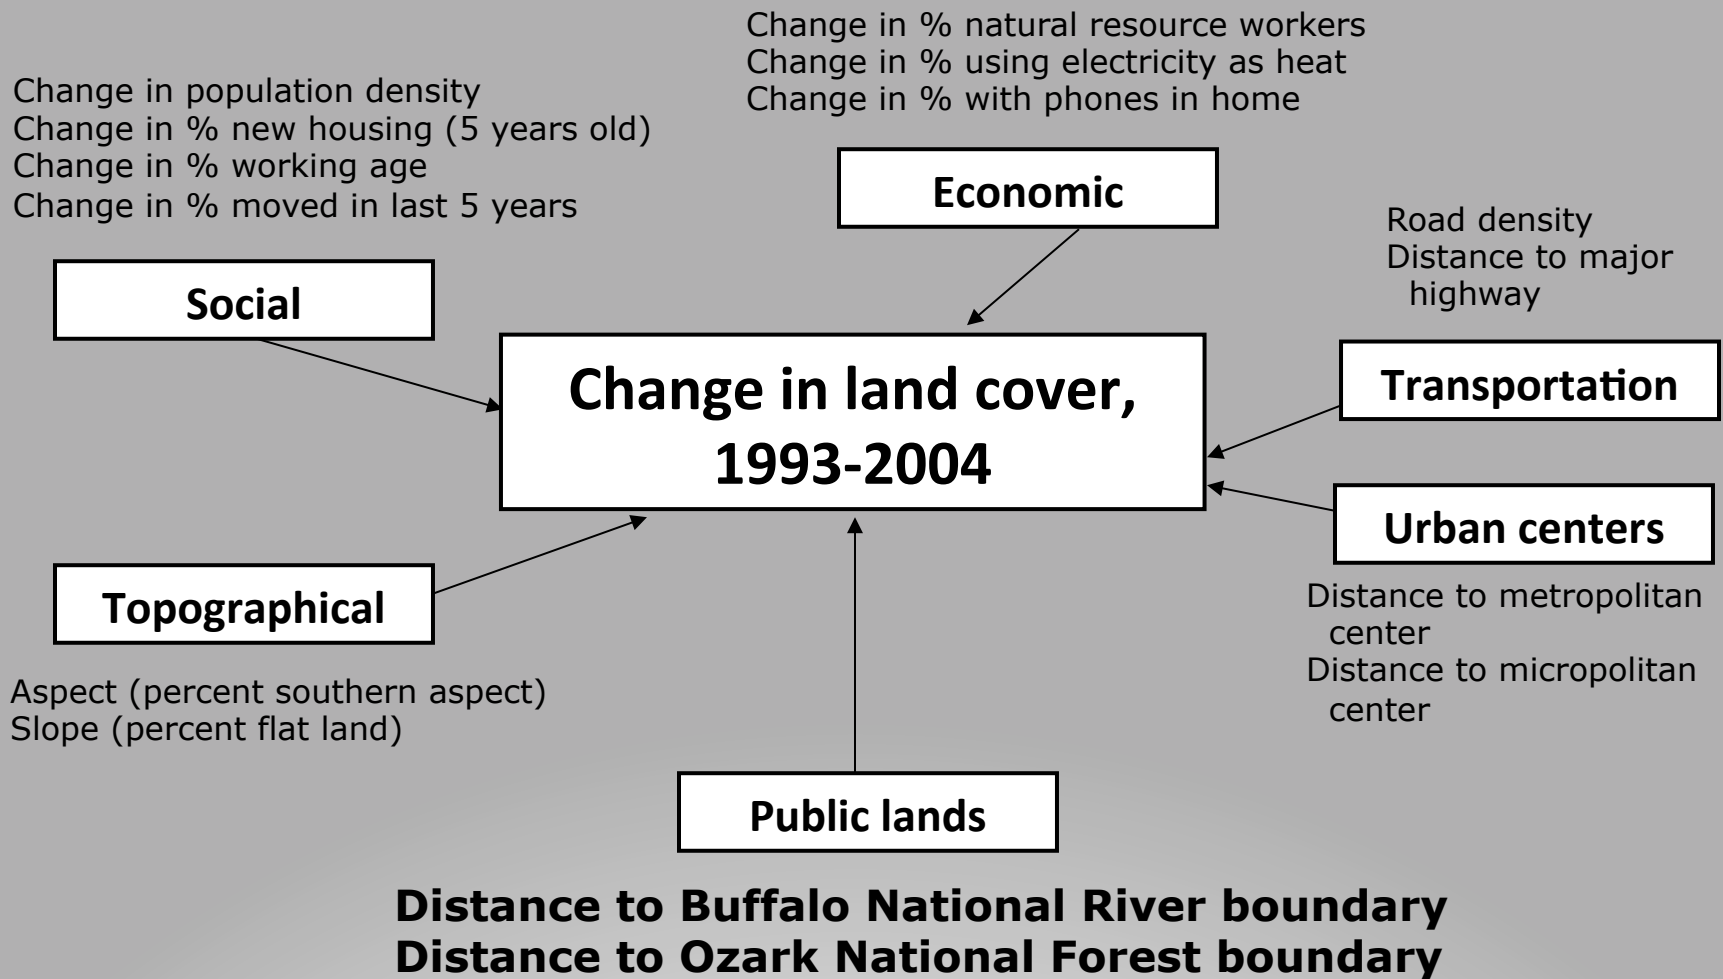 Change in % natural resource workers
Change in % using electricity as heat
Change in % with phones in home
Change in population density
Change in % new housing (5 years old)
Change in % working age
Change in % moved in last 5 years
Economic
Road density
Distance to major
highway
Social
Change in land cover,
1993-2004
Transportation
Urban centers
Topographical
Distance to metropolitan
center
Distance to micropolitan
center
Aspect (percent southern aspect)
Slope (percent flat land)
Public lands
Distance to Buffalo National River boundary
Distance to Ozark National Forest boundary